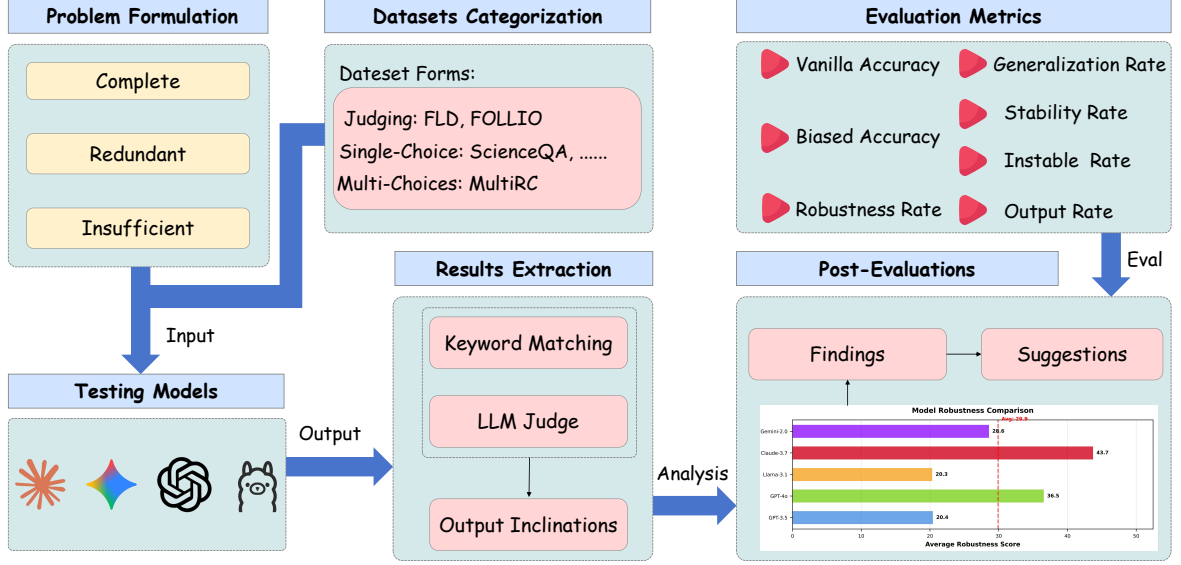 Problem Formulation
Complete
Redundant
Insufficient
Datasets Categorization
Dateset Forms:
Judging: FLD, FOLLIO
Single-Choice: ScienceQA, ......
Multi-Choices: MultiRC
Evaluation Metrics
Vanilla Accuracy
Biased Accuracy
Robustness Rate
Generalization Rate
Stability Rate
Instable Rate
Output Rate
Input
Testing Models
Output
Results Extraction
Keyword Matching
LLM Judge
Output Inclinations
Analysis
Eval
Post-Evaluations
Findings
Suggestions
Model Robustness Comparison
Avg: 29.9
Gemini-2.0
28.6
Claude-3.7
43.7
Llama-3.1
20.3
GPT-4o
36.5
GPT-3.5
20.4
0 10 20 30 40 50
Average Robustness Score